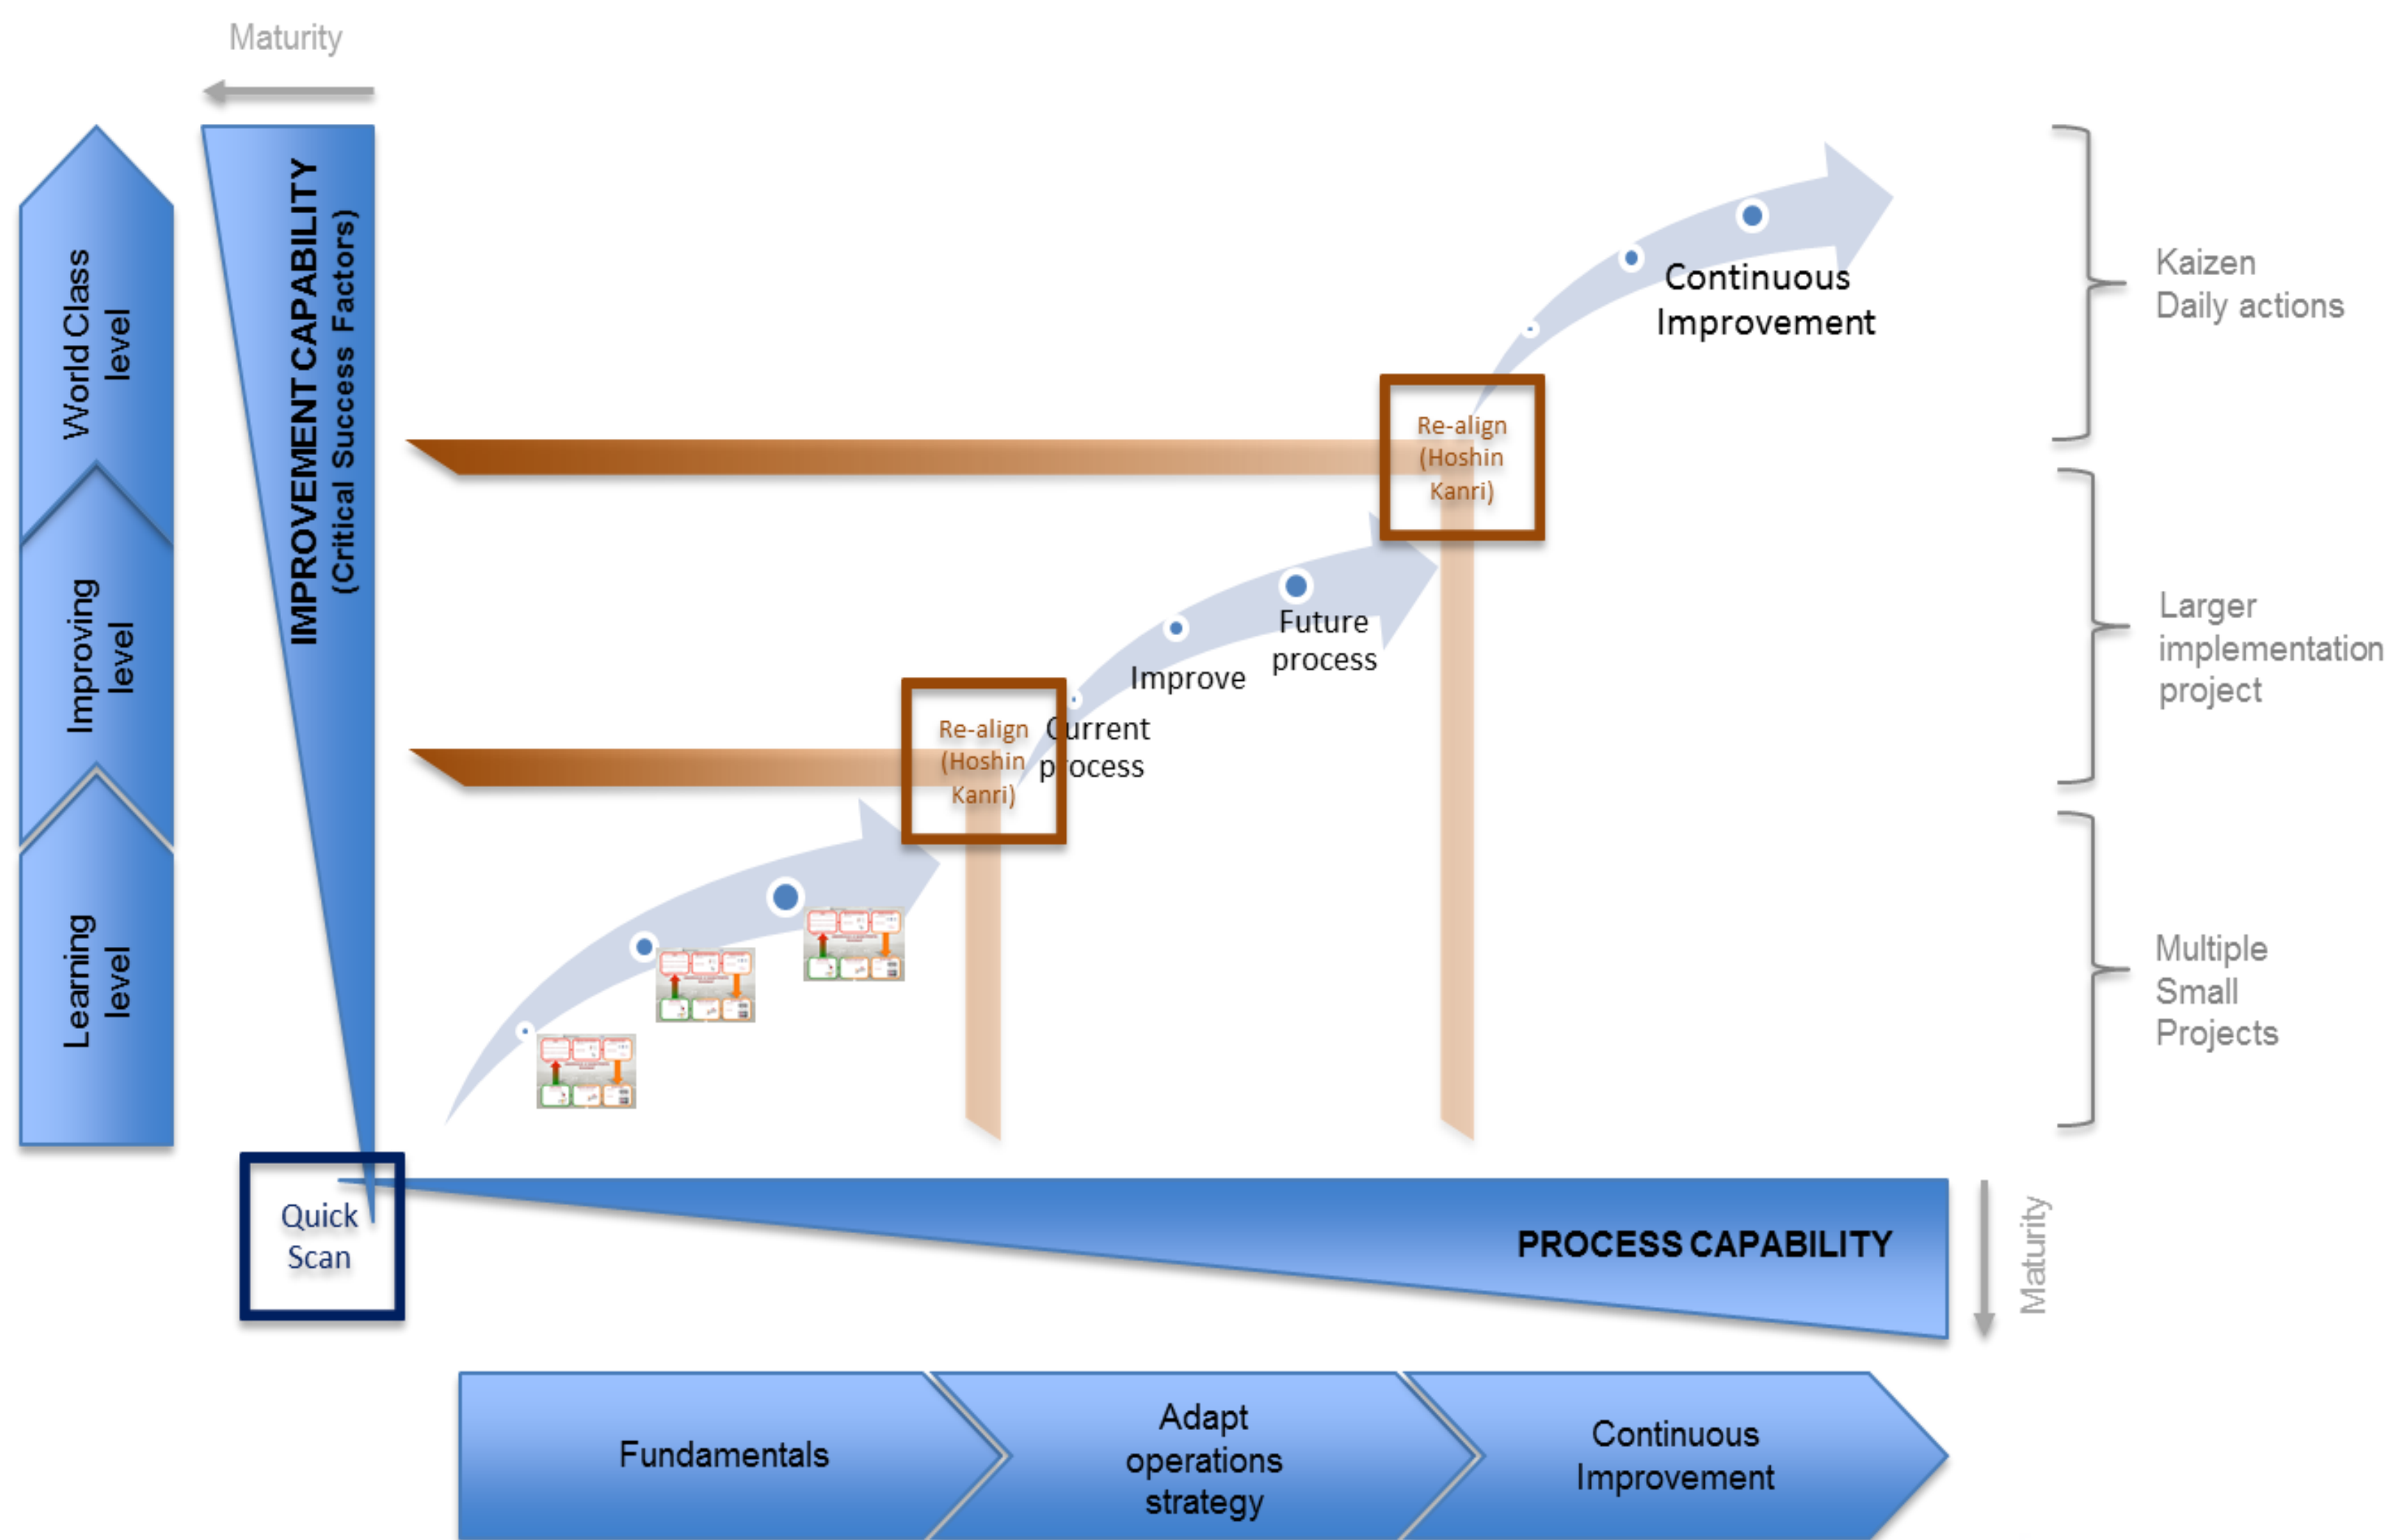 Maturity
World Class
level
Improving
level
Learning
level
IMPROVEMENT CAPABILITY
(Critical Success Factors)
Continuous
Improvement
Re-align
(Hoshin
Kanri)
Future
process
Improve
Current
process
Re-align
(Hoshin
Kanri)
Kaizen
Daily actions
Larger
implementation
project
Multiple
Small
Projects
Quick
Scan
PROCESS CAPABILITY
Maturity
Fundamentals
Adapt
operations
strategy
Continuous
Improvement